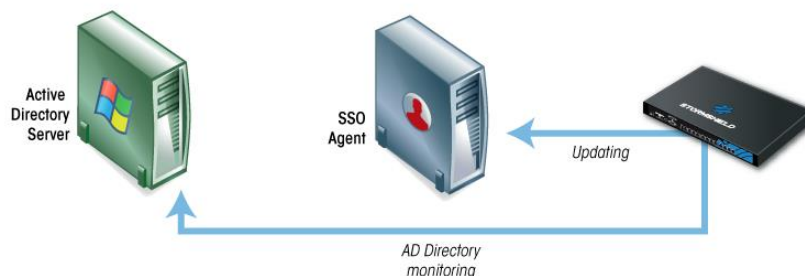 Active
Directory
Server
SSO
Agent
STORMSHIELD
Updating
AD Directory
monitoring